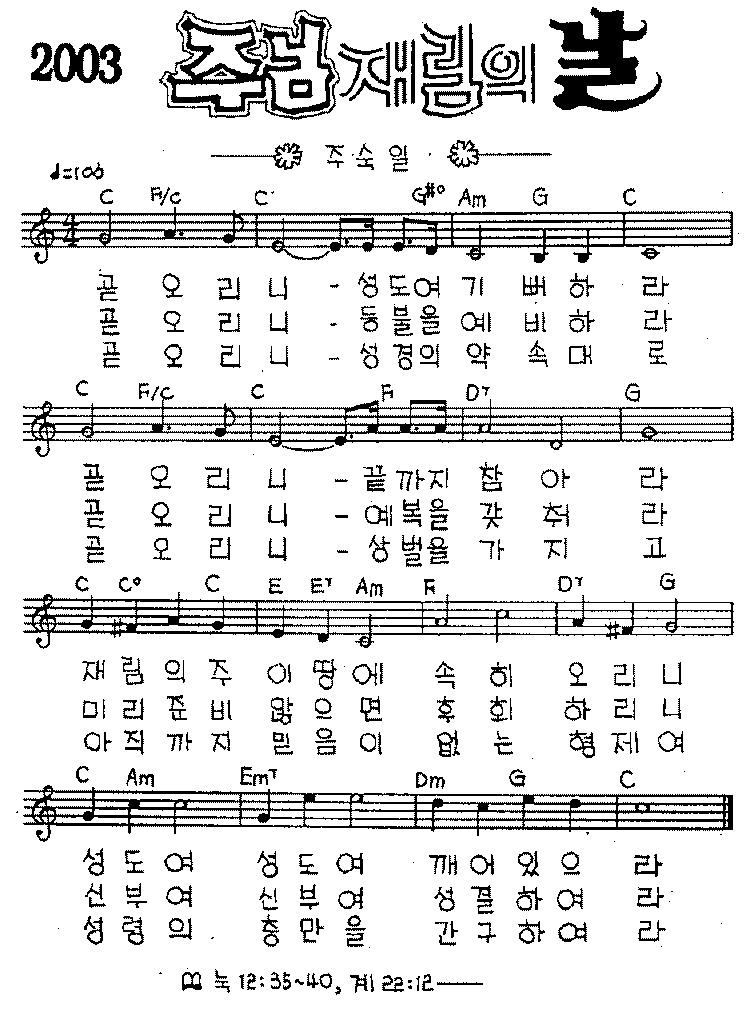 2003 주님 재림의 날
주숙일
♩=100
C F/C C G#o Am G C
곧 오 리 니 - 성도여 기 뻐 하 라
곧 오 리 니 - 등불을 예 비 하 라
곧 오 리 니 - 성경의 약 속 대 로
C F/C C F D7 G
곧 오 리 니 - 끝까지 참 아 라
곧 오 리 니 - 예복을 갖 춰 라
곧 오 리 니 - 상벌을 가 지 고
C Co C E E7 Am F D7 G
재 림 의 주 이 땅 에 속 히 오 리 니
미 리 준 비 않 으 면 후 회 하 리 니
아 직 까 지 믿 음 이 없 는 형 제 여
C Am Em7 Dm G C
성 도 여 성 도 여 깨 어 있 으 라
신 부 여 신 부 여 성 결 하 여 라
성 령 의 충 만 을 간 구 하 여 라
눅 12:35~40, 계 22:12